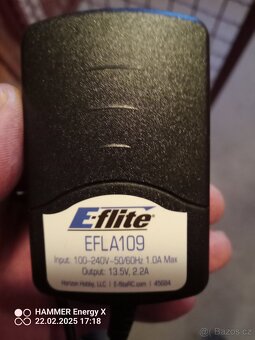 E-flite
EFLA109
Input: 100-240V~50/60Hz 1.0A Max
Output: 13.5V, 2.2A
Horizon Hobby, LLC | E-fliteRC.com | 45684
HAMMER Energy X
22.02.2025 17:18
bazoš.cz